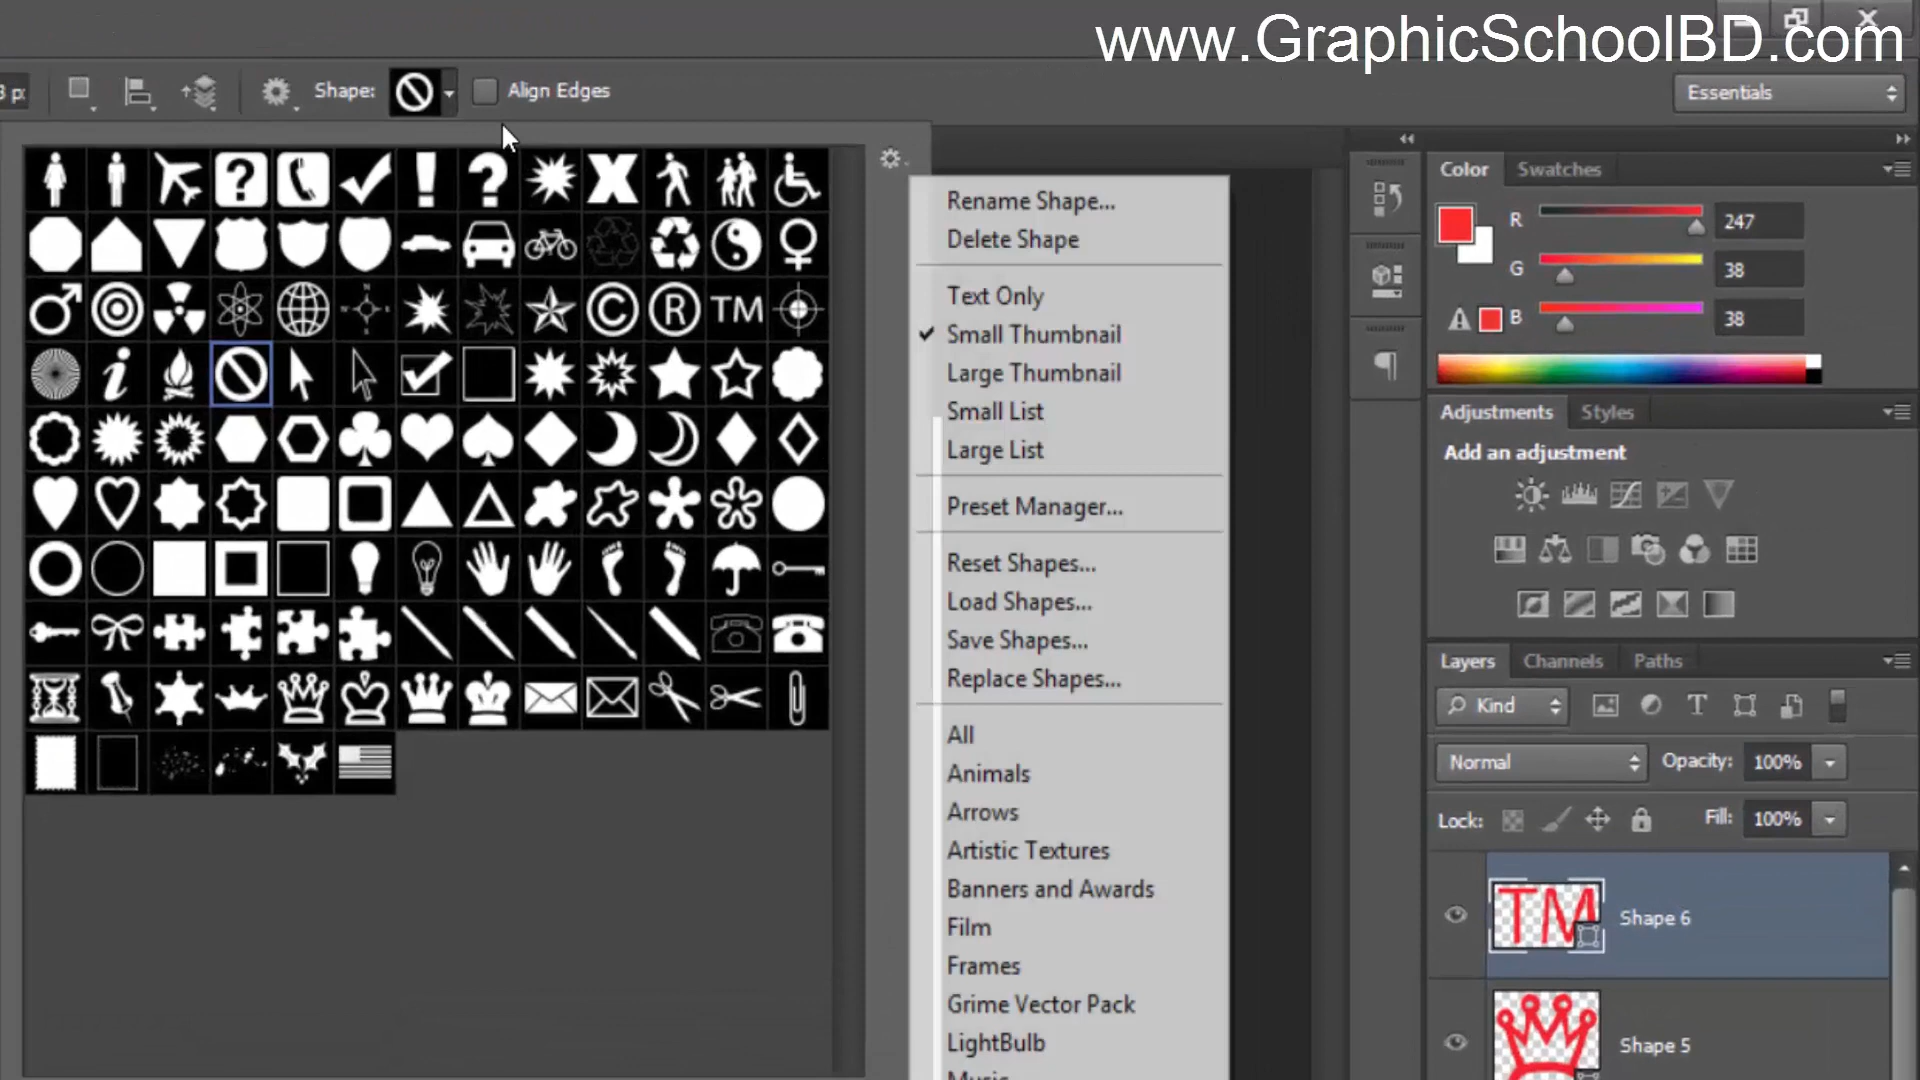 www.GraphicSchoolBD.com
Shape:
Align Edges
Essentials
TM
Rename Shape...
Delete Shape
Text Only
Small Thumbnail
Large Thumbnail
Small List
Large List
Preset Manager...
Reset Shapes...
Load Shapes...
Save Shapes...
Replace Shapes...
All
Animals
Arrows
Artistic Textures
Banners and Awards
Film
Frames
Grime Vector Pack
LightBulb
Color
Swatches
R
247
G
38
B
38
Adjustments
Styles
Add an adjustment
Layers
Channels
Paths
Kind
Normal
Opacity:
100%
Lock:
Fill:
100%
TM
Shape 6
Shape 5